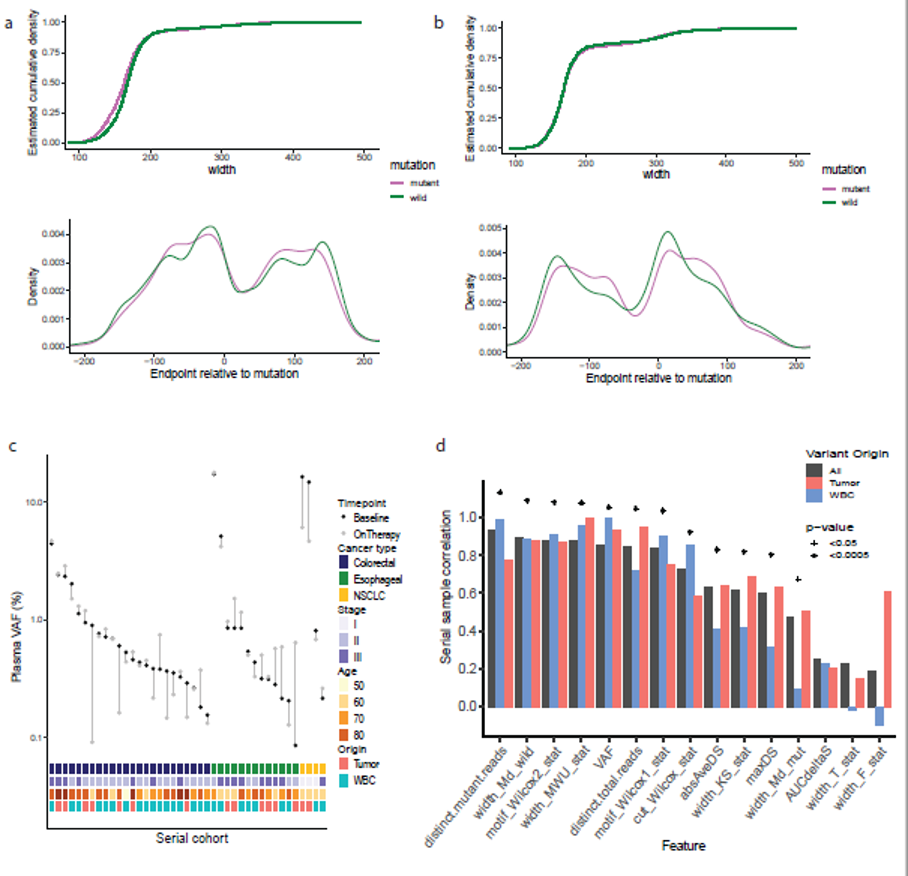 a
Estimated cumulative density
1.00
0.75
0.50
0.25
0.00
100 200 300 400 500
width
mutation
mutant
wild
Density
0.004
0.003
0.002
0.001
0.000
−200 −100 0 100 200
Endpoint relative to mutation
b
Estimated cumulative density
1.00
0.75
0.50
0.25
0.00
100 200 300 400 500
width
mutation
mutant
wild
Density
0.005
0.004
0.003
0.002
0.001
0.000
−200 −100 0 100 200
Endpoint relative to mutation
c
Plasma VAF (%)
10.0
1.0
0.1
Serial cohort
Timepoint
Baseline
OnTherapy
Cancer type
Colorectal
Esophageal
NSCLC
Stage
I
II
III
Age
50
60
70
80
Origin
Tumor
WBC
d
Variant Origin
All
Tumor
WBC
p-value
<0.05
<0.0005
Serial sample correlation
1.0
0.8
0.6
0.4
0.2
0.0
distinct.mutant.reads
width_Md_wild
motif_Wilcox2_stat
width_MWU_stat
VAF
distinct.total.reads
motif_Wilcox1_stat
cut_Wilcox_stat
absAveDS
width_KS_stat
maxDS
width_Md_mut
AUCdeltaS
width_T_stat
width_F_stat
Feature